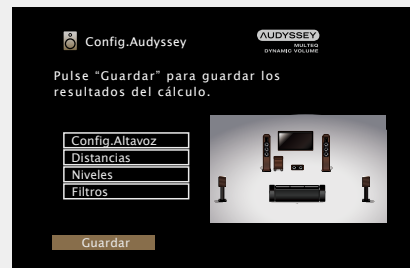 Config.Audyssey
AUDYSSEY
MULTEQ
DYNAMIC VOLUME
Pulse “Guardar” para guardar los
resultados del cálculo.
Config.Altavoz
Distancias
Niveles
Filtros
Guardar